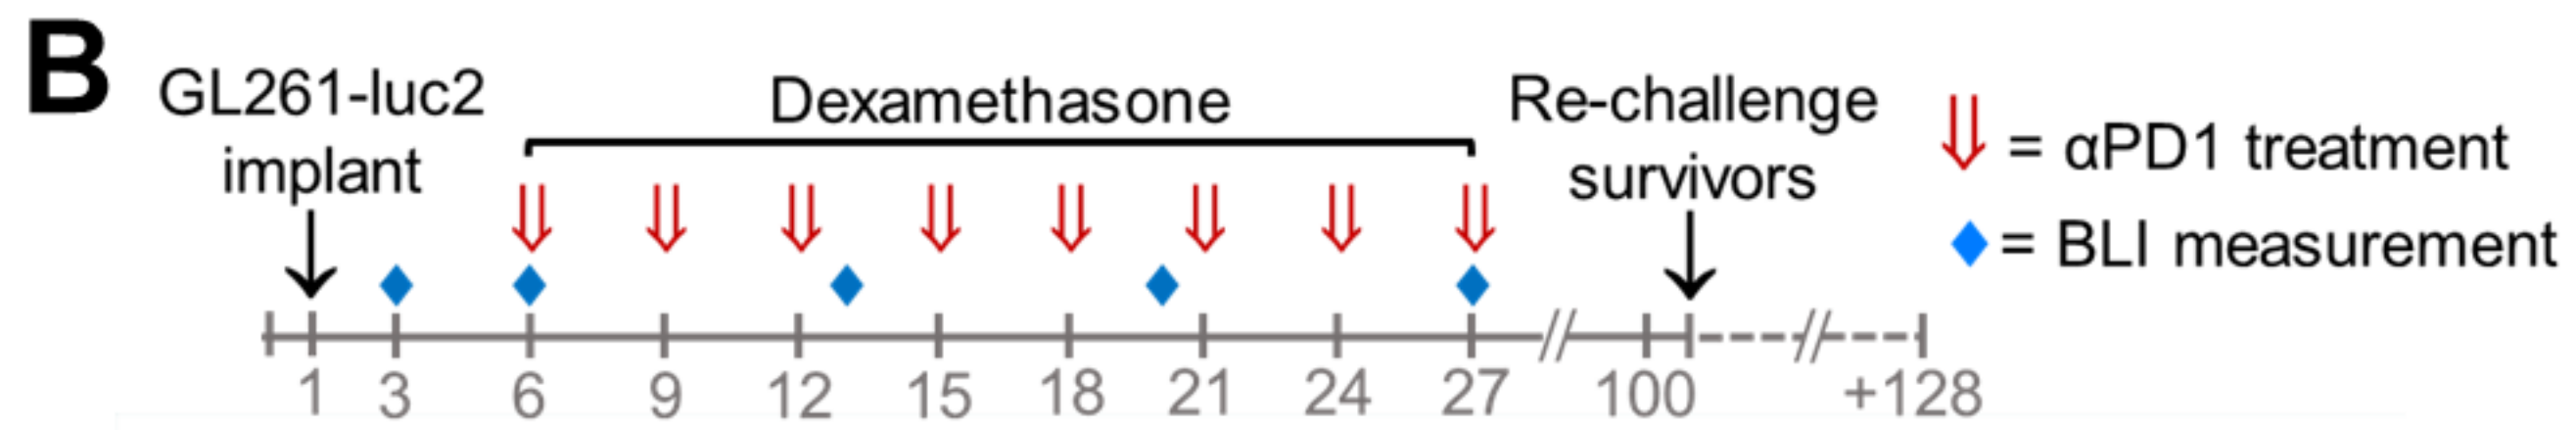 B
GL261-luc2
implant
Dexamethasone
Re-challenge
survivors
= αPD1 treatment
= BLI measurement
1 3 6 9 12 15 18 21 24 27 100 +128